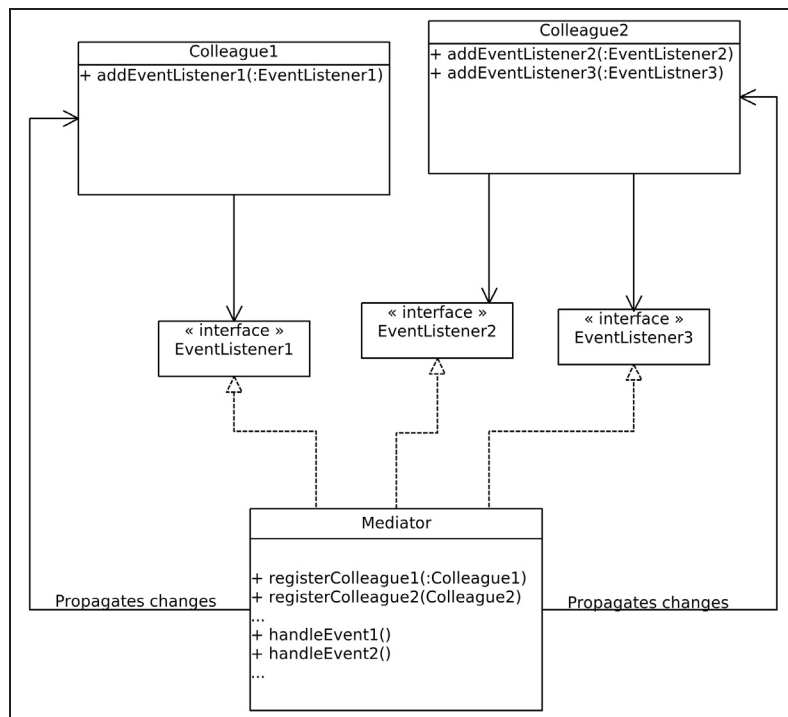 Colleague1
+ addEventListener1(:EventListener1)
Colleague2
+ addEventListener2(:EventListener2)
+ addEventListener3(:EventListner3)
« interface »
EventListener1
« interface »
EventListener2
« interface »
EventListener3
Mediator
+ registerColleague1(:Colleague1)
+ registerColleague2(Colleague2)
...
+ handleEvent1()
+ handleEvent2()
...
Propagates changes
Propagates changes